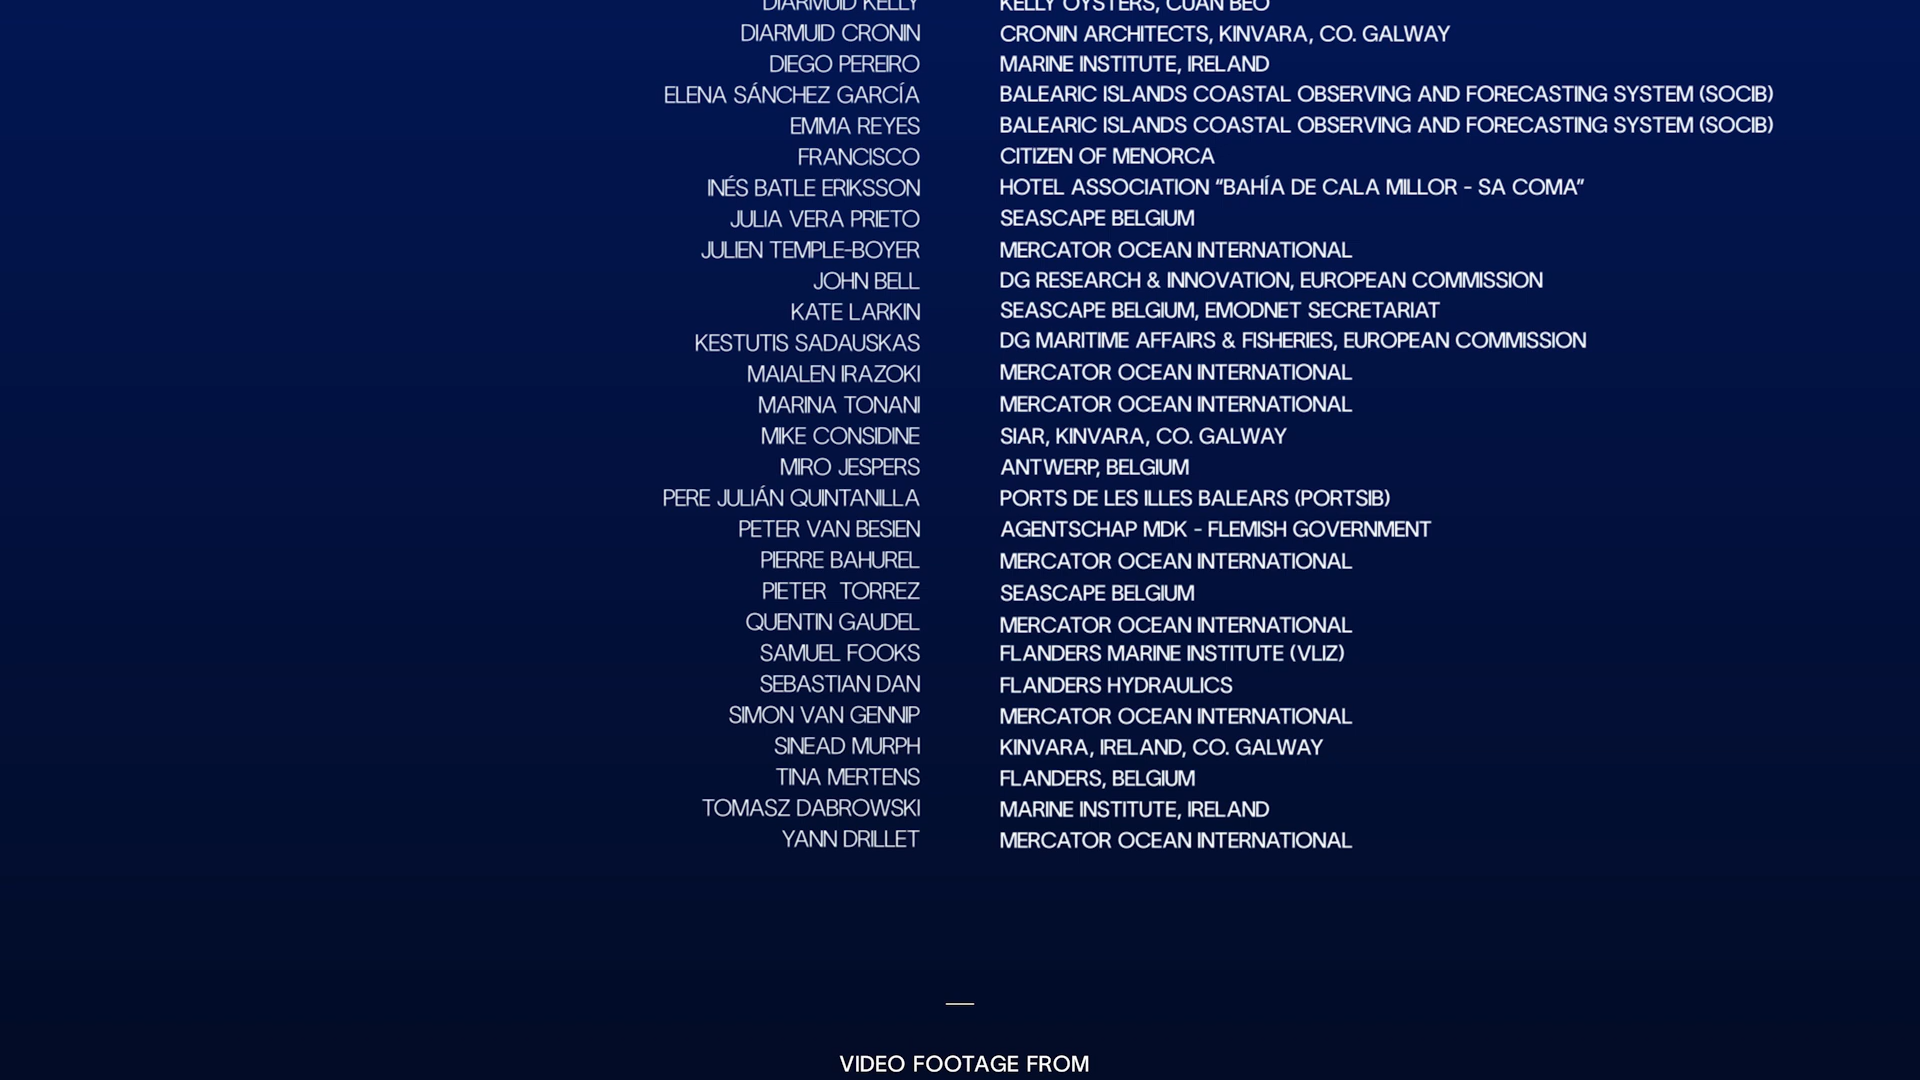 DIARMUID KELLY KELLY OYSTERS, CUAN BEO
DIARMUID CRONIN CRONIN ARCHITECTS, KINVARA, CO. GALWAY
DIEGO PEREIRO MARINE INSTITUTE, IRELAND
ELENA SÁNCHEZ GARCÍA BALEARIC ISLANDS COASTAL OBSERVING AND FORECASTING SYSTEM (SOCIB)
EMMA REYES BALEARIC ISLANDS COASTAL OBSERVING AND FORECASTING SYSTEM (SOCIB)
FRANCISCO CITIZEN OF MENORCA
INÉS BATLE ERIKSSON HOTEL ASSOCIATION “BAHÍA DE CALA MILLOR - SA COMA”
JULIA VERA PRIETO SEASCAPE BELGIUM
JULIEN TEMPLE-BOYER MERCATOR OCEAN INTERNATIONAL
JOHN BELL DG RESEARCH & INNOVATION, EUROPEAN COMMISSION
KATE LARKIN SEASCAPE BELGIUM, EMODNET SECRETARIAT
KESTUTIS SADAUSKAS DG MARITIME AFFAIRS & FISHERIES, EUROPEAN COMMISSION
MAIALEN IRAZOKI MERCATOR OCEAN INTERNATIONAL
MARINA TONANI MERCATOR OCEAN INTERNATIONAL
MIKE CONSIDINE SIAR, KINVARA, CO. GALWAY
MIRO JESPERS ANTWERP, BELGIUM
PERE JULIÁN QUINTANILLA PORTS DE LES ILLES BALEARS (PORTSIB)
PETER VAN BESIEN AGENTSCHAP MDK - FLEMISH GOVERNMENT
PIERRE BAHUREL MERCATOR OCEAN INTERNATIONAL
PIETER TORREZ SEASCAPE BELGIUM
QUENTIN GAUDEL MERCATOR OCEAN INTERNATIONAL
SAMUEL FOOKS FLANDERS MARINE INSTITUTE (VLIZ)
SEBASTIAN DAN FLANDERS HYDRAULICS
SIMON VAN GENNIP MERCATOR OCEAN INTERNATIONAL
SINEAD MURPH KINVARA, IRELAND, CO. GALWAY
TINA MERTENS FLANDERS, BELGIUM
TOMASZ DABROWSKI MARINE INSTITUTE, IRELAND
YANN DRILLET MERCATOR OCEAN INTERNATIONAL
VIDEO FOOTAGE FROM